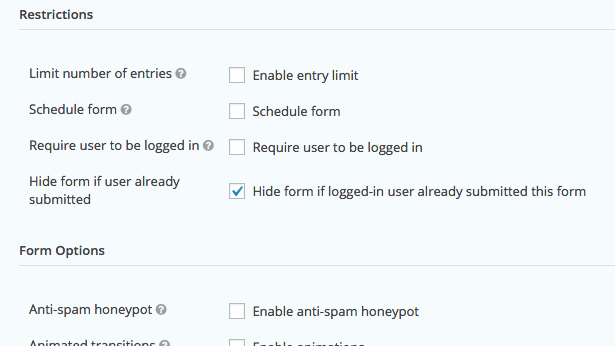 Restrictions
Limit number of entries ? Enable entry limit
Schedule form ? Schedule form
Require user to be logged in ? Require user to be logged in
Hide form if user already
submitted
Hide form if logged-in user already submitted this form
Form Options
Anti-spam honeypot ? Enable anti-spam honeypot
Animated transitions ? Enable animations